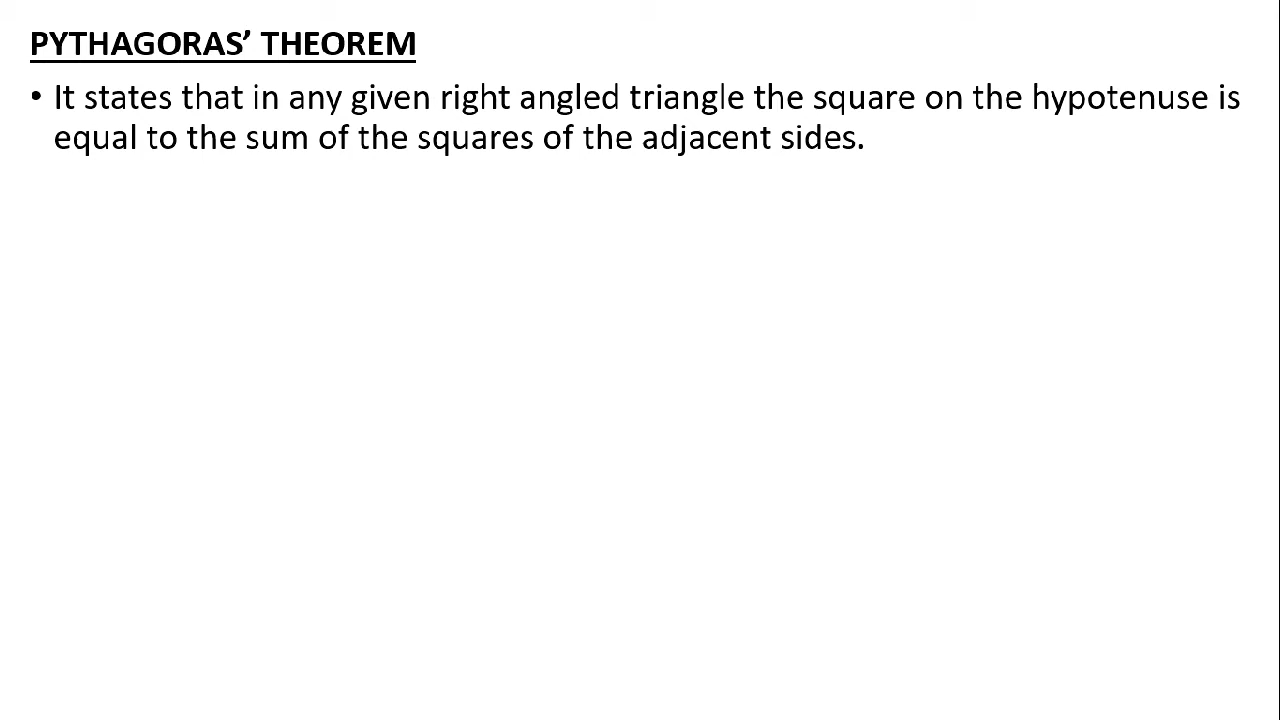 PYTHAGORAS’ THEOREM
• It states that in any given right angled triangle the square on the hypotenuse is
equal to the sum of the squares of the adjacent sides.